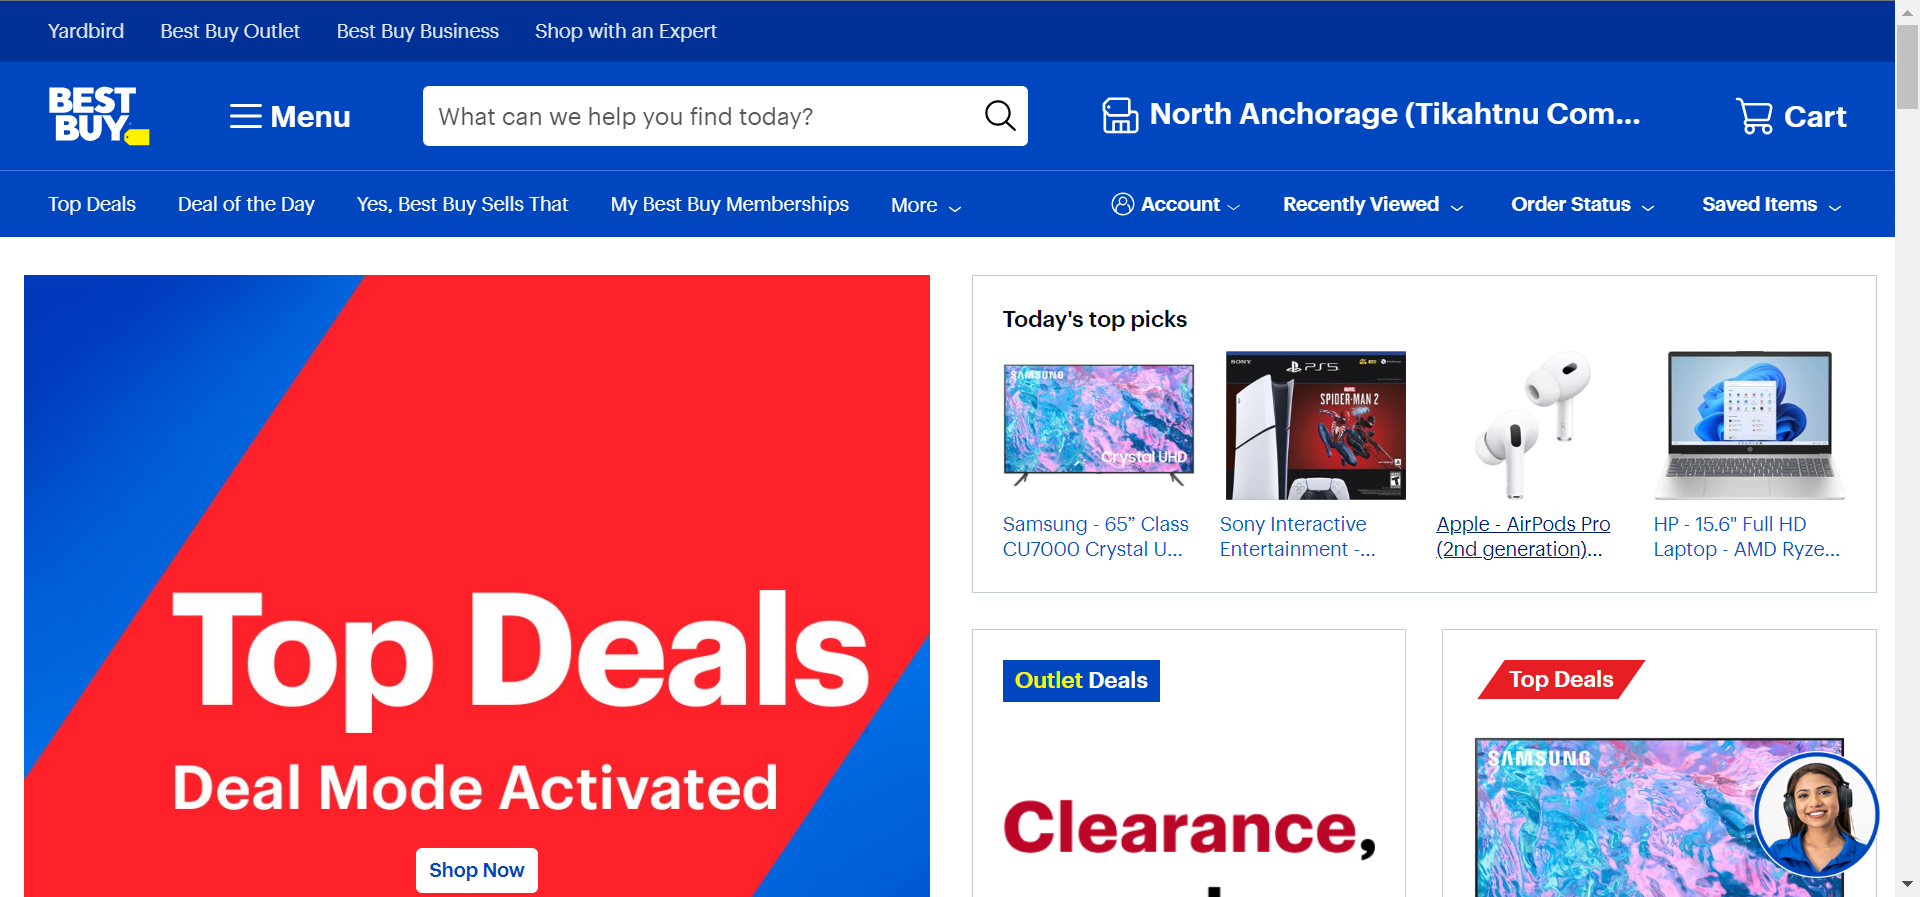 Yardbird
Best Buy Outlet
Best Buy Business
Shop with an Expert
BEST
BUY
Menu
What can we help you find today?
North Anchorage (Tikahtnu Com...
Cart
Top Deals
Deal of the Day
Yes, Best Buy Sells That
My Best Buy Memberships
More
Account
Recently Viewed
Order Status
Saved Items
Top Deals
Deal Mode Activated
Shop Now
Today's top picks
SAMSUNG
Crystal UHD
SONY
PS5
MARVEL
SPIDER-MAN 2
Samsung - 65” Class
CU7000 Crystal U...
Sony Interactive
Entertainment -...
Apple - AirPods Pro
(2nd generation)...
HP - 15.6" Full HD
Laptop - AMD Ryze...
Outlet Deals
Clearance,
Top Deals
SAMSUNG